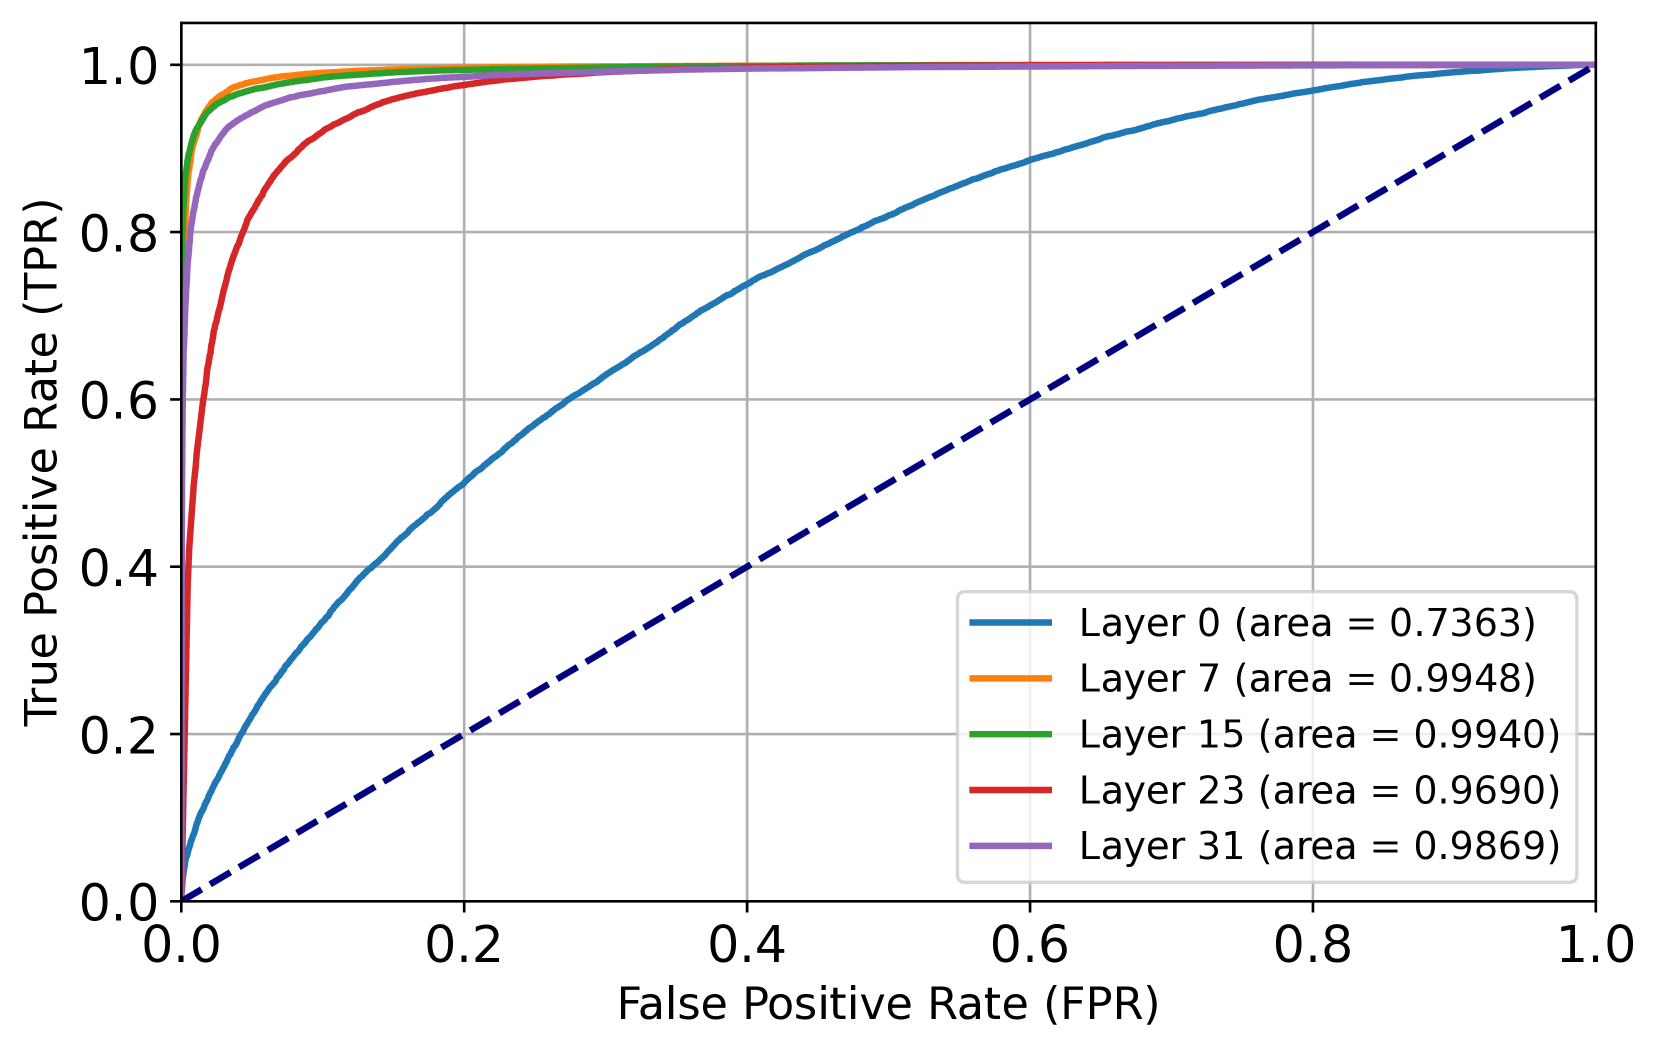 1.0
0.8
0.6
0.4
0.2
0.0
True Positive Rate (TPR)
Layer 0 (area = 0.7363)
Layer 7 (area = 0.9948)
Layer 15 (area = 0.9940)
Layer 23 (area = 0.9690)
Layer 31 (area = 0.9869)
0.0 0.2 0.4 0.6 0.8 1.0
False Positive Rate (FPR)